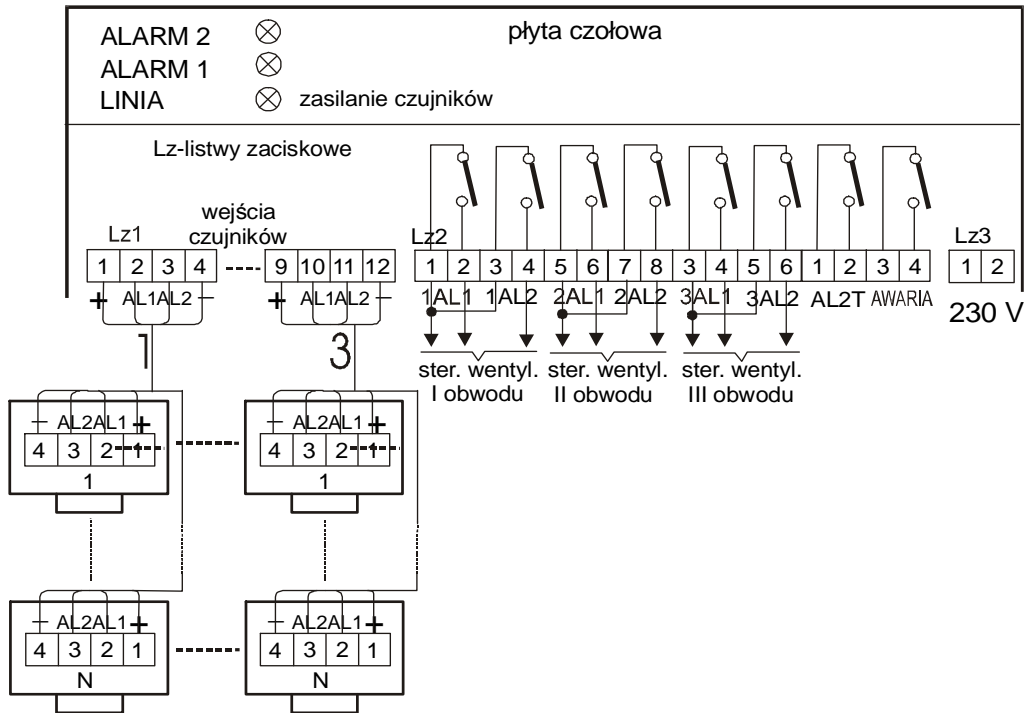 ALARM 2 płyta czołowa
ALARM 1
LINIA zasilanie czujników
Lz-listwy zaciskowe
wejścia
czujników
Lz1 Lz2 Lz3
1 2 3 4 9 10 11 12 1 2 3 4 5 6 7 8 3 4 5 6 1 2 3 4 1 2
+ AL1 AL2 − + AL1 AL2 − 1AL1 1AL2 2AL1 2AL2 3AL1 3AL2 AL2T AWARIA 230 V
1 3
ster. wentyl. ster. wentyl. ster. wentyl.
I obwodu II obwodu III obwodu
− AL2 AL1 + − AL2 AL1 +
4 3 2 1 4 3 2 1
1 1
− AL2 AL1 + − AL2 AL1 +
4 3 2 1 4 3 2 1
N N